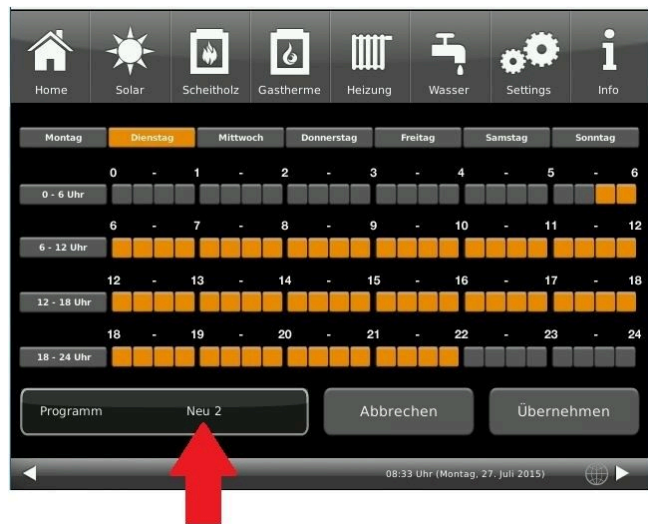 Home Solar Scheitholz Gastherme Heizung Wasser Settings Info
Montag Dienstag Mittwoch Donnerstag Freitag Samstag Sonntag
0 - 1 - 2 - 3 - 4 - 5 - 6
0 - 6 Uhr
6 - 7 - 8 - 9 - 10 - 11 - 12
6 - 12 Uhr
12 - 13 - 14 - 15 - 16 - 17 - 18
12 - 18 Uhr
18 - 19 - 20 - 21 - 22 - 23 - 24
18 - 24 Uhr
Programm Neu 2 Abbrechen Übernehmen
08:33 Uhr (Montag, 27. Juli 2015)